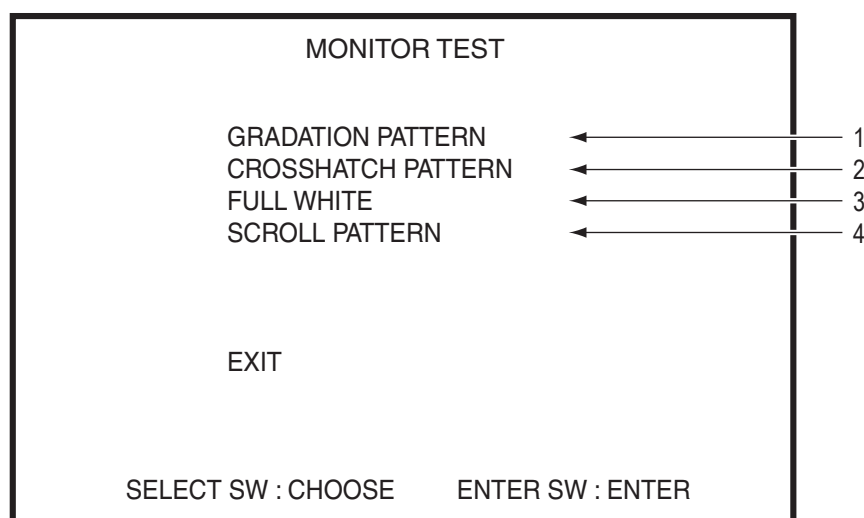 MONITOR TEST
GRADATION PATTERN 1
CROSSHATCH PATTERN 2
FULL WHITE 3
SCROLL PATTERN 4
EXIT
SELECT SW : CHOOSE ENTER SW : ENTER